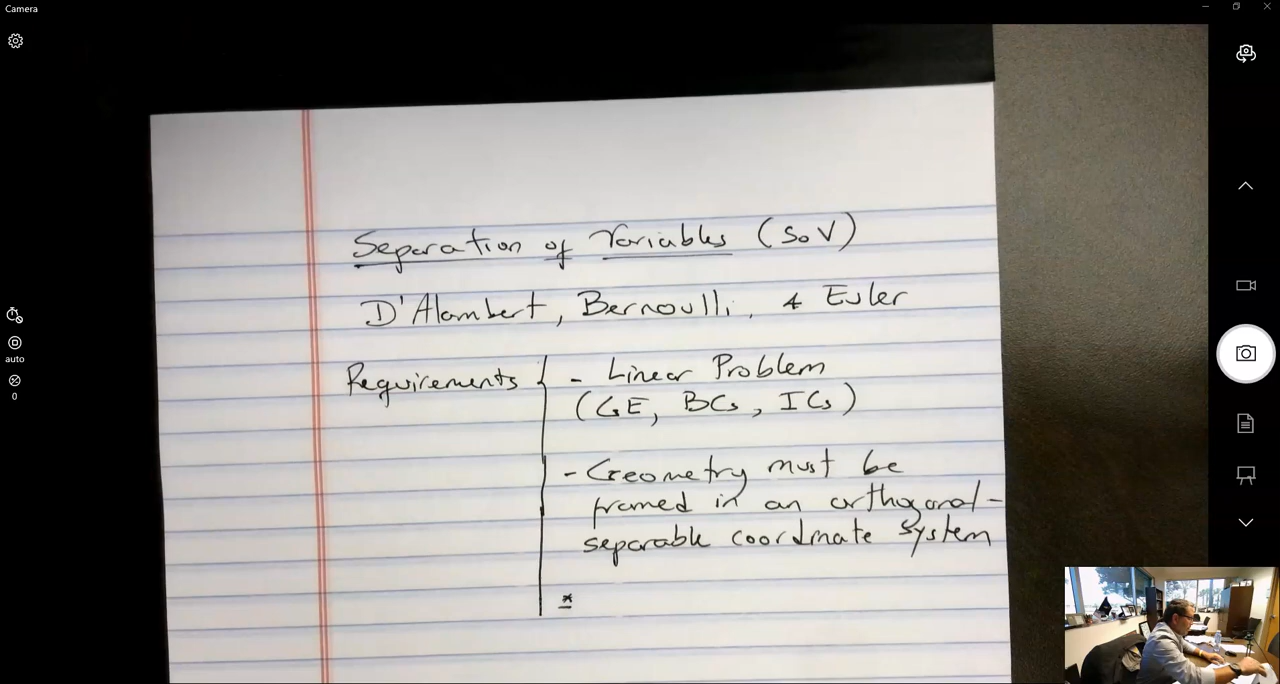 Camera
Separation of Variables (SoV)
D'Alambert, Bernoulli, & Euler
Requirements
- Linear Problem
(GE, BCs, ICs)
- Geometry must be
framed in an orthogonal-
separable coordinate system
*
auto
0